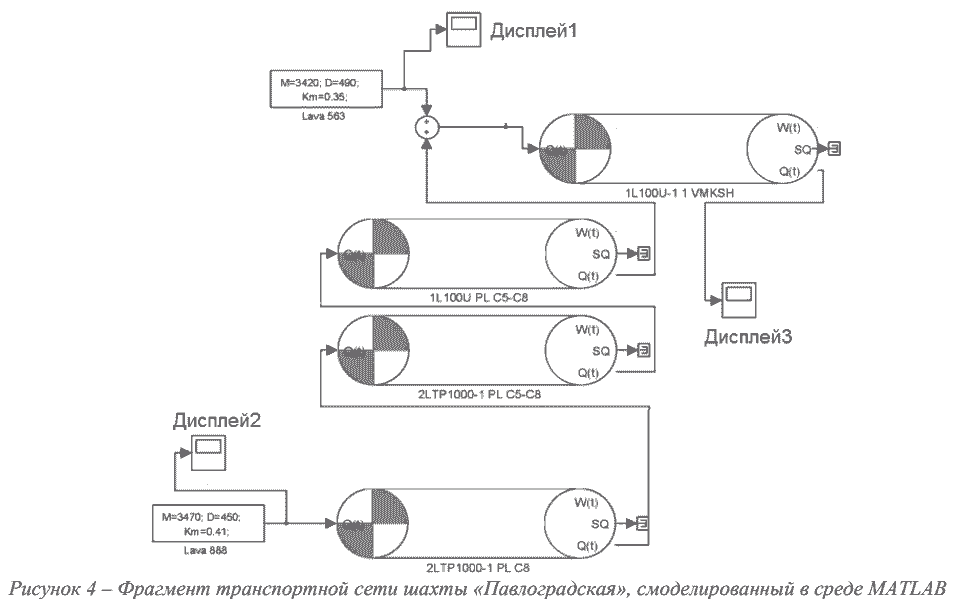 Дисплей1
M=3420; D=490;
Km=0.35;
Lava 563
Q(t)
W(t)
SQ
Q(t)
1L100U-1 1 VMKSH
Q(t)
W(t)
SQ
Q(t)
1L100U PL C5-C8
Дисплей3
Q(t)
W(t)
SQ
Q(t)
2LTP1000-1 PL C5-C8
Дисплей2
M=3470; D=450;
Km=0.41;
Lava 888
Q(t)
W(t)
SQ
Q(t)
2LTP1000-1 PL C8
Рисунок 4 – Фрагмент транспортной сети шахты «Павлоградская», смоделированный в среде MATLAB